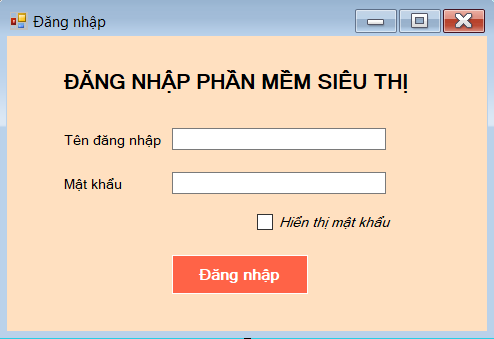 Đăng nhập
ĐĂNG NHẬP PHẦN MỀM SIÊU THỊ
Tên đăng nhập
Mật khẩu
Hiển thị mật khẩu
Đăng nhập